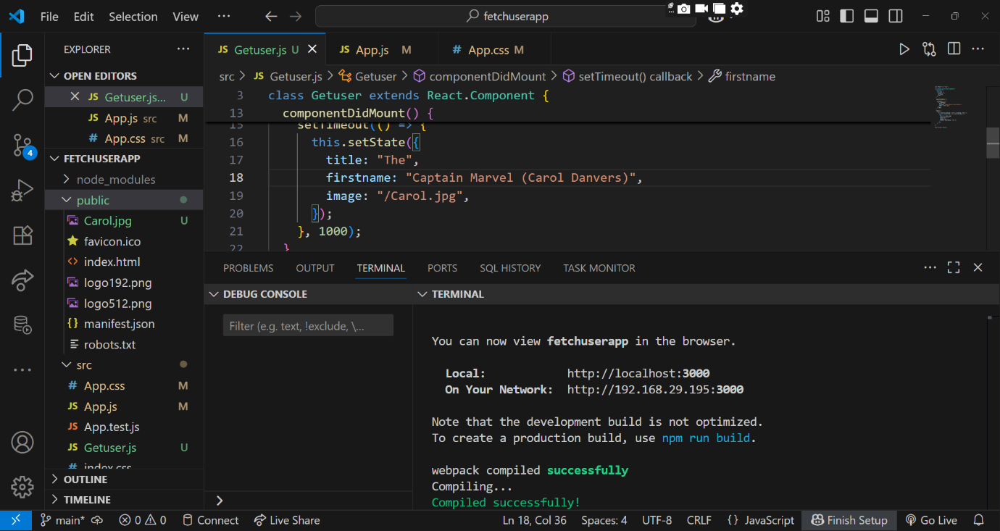 File Edit Selection View ··· fetchuserapp
EXPLORER ···
OPEN EDITORS
JS Getuser.js... U
JS App.js src M
# App.css src M
FETCHUSERAPP
node_modules
public
Carol.jpg U
favicon.ico
<> index.html
logo192.png
logo512.png
{} manifest.json
robots.txt
src
# App.css M
JS App.js M
JS App.test.js
JS Getuser.js U
# index.css
OUTLINE
TIMELINE
JS Getuser.js U JS App.js M # App.css M
src > JS Getuser.js > Getuser > componentDidMount > setTimeout() callback > firstname
3 class Getuser extends React.Component {
13 componentDidMount() {
15 setTimeout(() => {
16 this.setState({
17 title: "The",
18 firstname: "Captain Marvel (Carol Danvers)",
19 image: "/Carol.jpg",
20 });
21 }, 1000);
22 }
PROBLEMS OUTPUT TERMINAL PORTS SQL HISTORY TASK MONITOR ···
DEBUG CONSOLE
Filter (e.g. text, !exclude, \...
>
TERMINAL
You can now view fetchuserapp in the browser.
Local: http://localhost:3000
On Your Network: http://192.168.29.195:3000
Note that the development build is not optimized.
To create a production build, use npm run build.
webpack compiled successfully
Compiling...
Compiled successfully!
4
main* 0 0 Connect Live Share Ln 18, Col 36 Spaces: 4 UTF-8 CRLF {} JavaScript Finish Setup Go Live